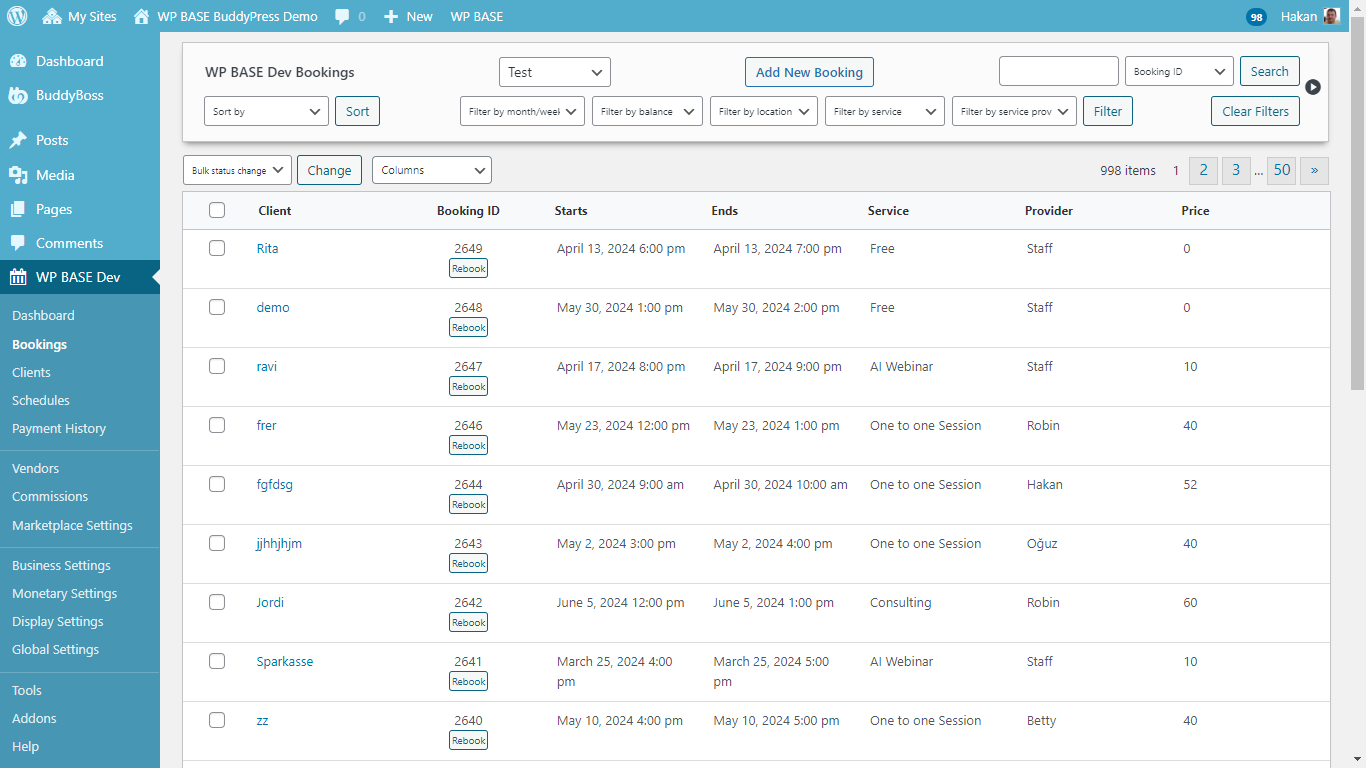 My Sites WP BASE BuddyPress Demo 0 New WP BASE 98 Hakan
Dashboard
BuddyBoss
Posts
Media
Pages
Comments
WP BASE Dev
Dashboard
Bookings
Clients
Schedules
Payment History
Vendors
Commissions
Marketplace Settings
Business Settings
Monetary Settings
Display Settings
Global Settings
Tools
Addons
Help
WP BASE Dev Bookings Test Add New Booking Booking ID Search
Sort by Sort Filter by month/week Filter by balance Filter by location Filter by service Filter by service prov Filter Clear Filters
Bulk status change Change Columns 998 items 1 2 3 ... 50 »
Client Booking ID Starts Ends Service Provider Price
Rita 2649 April 13, 2024 6:00 pm April 13, 2024 7:00 pm Free Staff 0
Rebook
demo 2648 May 30, 2024 1:00 pm May 30, 2024 2:00 pm Free Staff 0
Rebook
ravi 2647 April 17, 2024 8:00 pm April 17, 2024 9:00 pm AI Webinar Staff 10
Rebook
frer 2646 May 23, 2024 12:00 pm May 23, 2024 1:00 pm One to one Session Robin 40
Rebook
fgfdsg 2644 April 30, 2024 9:00 am April 30, 2024 10:00 am One to one Session Hakan 52
Rebook
jjhhjhjm 2643 May 2, 2024 3:00 pm May 2, 2024 4:00 pm One to one Session Oğuz 40
Rebook
Jordi 2642 June 5, 2024 12:00 pm June 5, 2024 1:00 pm Consulting Robin 60
Rebook
Sparkasse 2641 March 25, 2024 4:00 March 25, 2024 5:00 AI Webinar Staff 10
Rebook pm pm
zz 2640 May 10, 2024 4:00 pm May 10, 2024 5:00 pm One to one Session Betty 40
Rebook